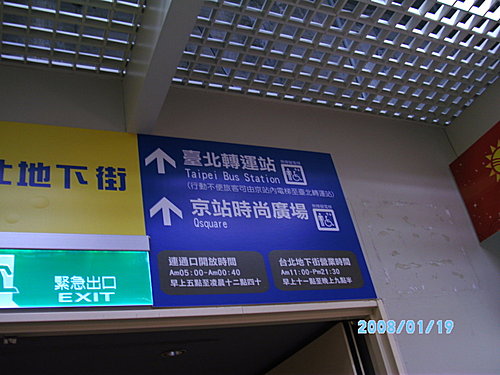 北地下街
緊急出口
EXIT
臺北轉運站
Taipei Bus Station
(行動不便旅客可由京站內電梯至臺北轉運站)
京站時尚廣場
Qsquare
連通口開放時間
Am05:00-Am00:40
早上五點至凌晨十二點四十
台北地下街營業時間
Am11:00-Pm21:30
早上十一點至晚上九點半
2008/01/19